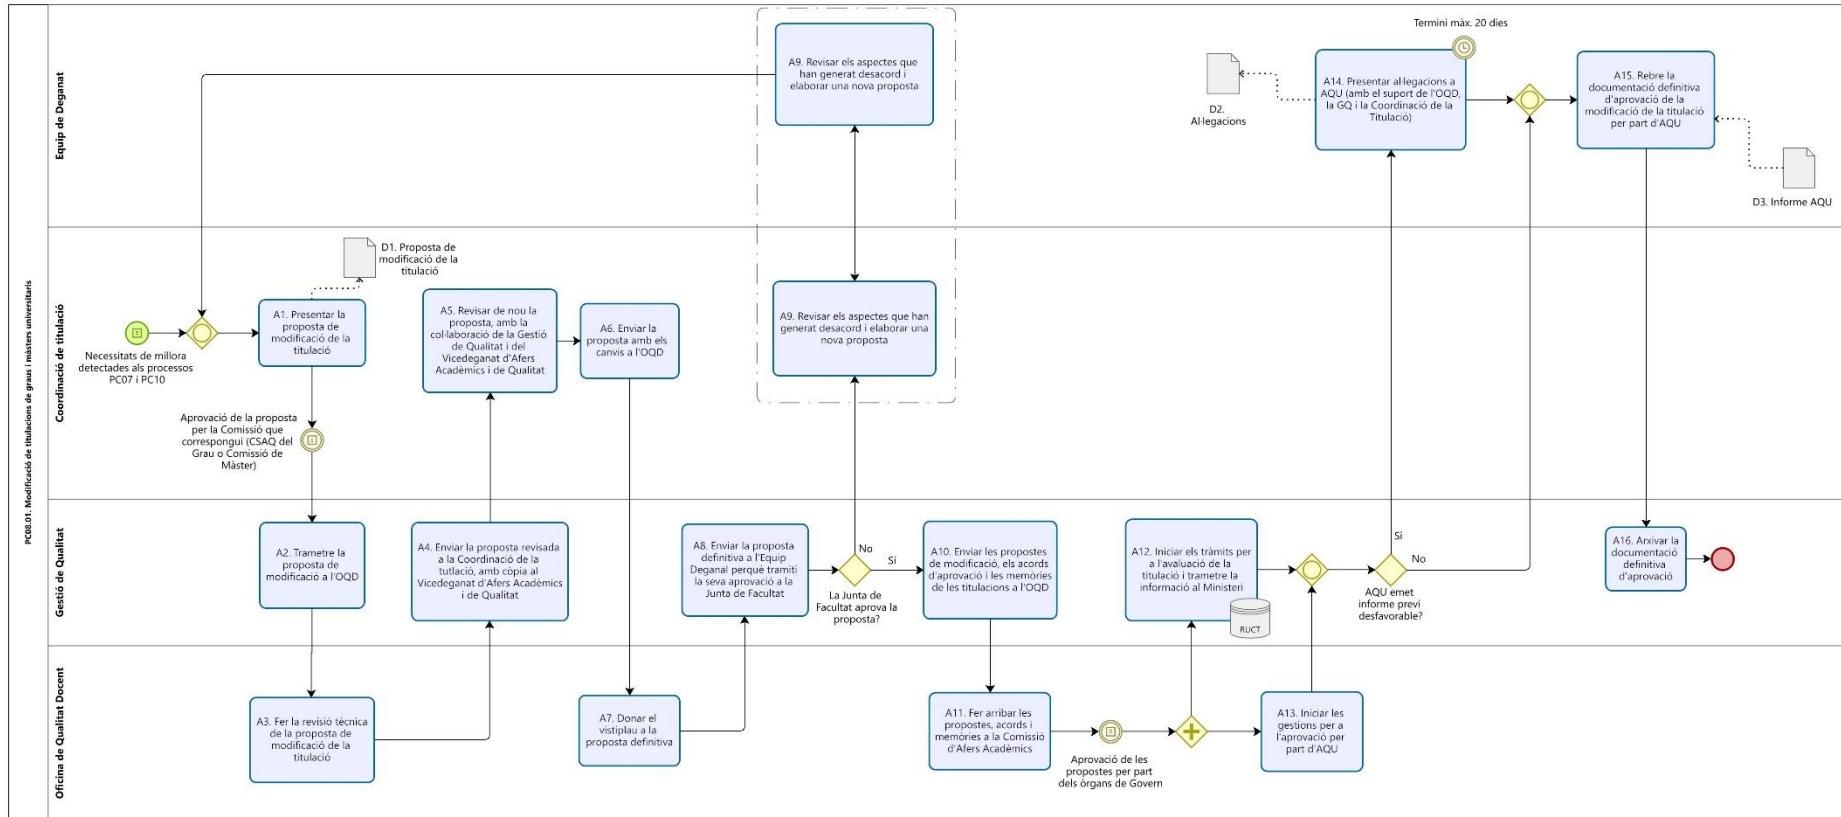 PC08.01. Modificació de titulacions de graus i màsters universitaris
Equip de Deganat
A9. Revisar els aspectes que
han generat desacord i
elaborar una nova proposta
Termini màx. 20 dies
D2.
Al·legacions
A14. Presentar al·legacions a
AQU (amb el suport de l'OQD,
la GQ i la Coordinació de la
Titulació)
A15. Rebre la
documentació definitiva
d'aprovació de la
modificació de la titulació
per part d'AQU
D3. Informe AQU
Coordinació de titulació
Necessitats de millora
detectades als processos
PC07 i PC10
A1. Presentar la
proposta de
modificació de la
titulació
D1. Proposta de
modificació de la
titulació
Aprovació de la proposta
per la Comissió que
correspongui (CSAQ del
Grau o Comissió de
Màster)
A5. Revisar de nou la
proposta, amb la
col·laboració de la Gestió
de Qualitat i del
Vicedeganat d'Afers
Acadèmics i de Qualitat
A6. Enviar la
proposta amb els
canvis a l'OQD
A9. Revisar els aspectes que han
generat desacord i elaborar una
nova proposta
Gestió de Qualitat
A2. Trametre la
proposta de
modificació a l'OQD
A4. Enviar la proposta revisada
a la Coordinació de la
tutlació, amb còpia al
Vicedeganat d'Afers Acadèmics
i de Qualitat
A8. Enviar la proposta
definitiva a l'Equip
Deganal perquè tramiti
la seva aprovació a la
Junta de Facultat
No
Sí
La Junta de
Facultat aprova la
proposta?
A10. Enviar les propostes
de modificació, els acords
d'aprovació i les memòries
de les titulacions a l'OQD
A12. Iniciar els tràmits per
a l'avaluació de la
titulació i trametre la
informació al Ministeri
RUCT
Sí
No
AQU emet
informe previ
desfavorable?
A16. Arxivar la
documentació
definitiva
d'aprovació
Oficina de Qualitat Docent
A3. Fer la revisió tècnica
de la proposta de
modificació de la
titulació
A7. Donar el
vistiplau a la
proposta definitiva
A11. Fer arribar les
propostes, acords i
memòries a la Comissió
d'Afers Acadèmics
Aprovació de les
propostes per part
dels òrgans de Govern
A13. Iniciar les
gestions per a
l'aprovació per
part d'AQU